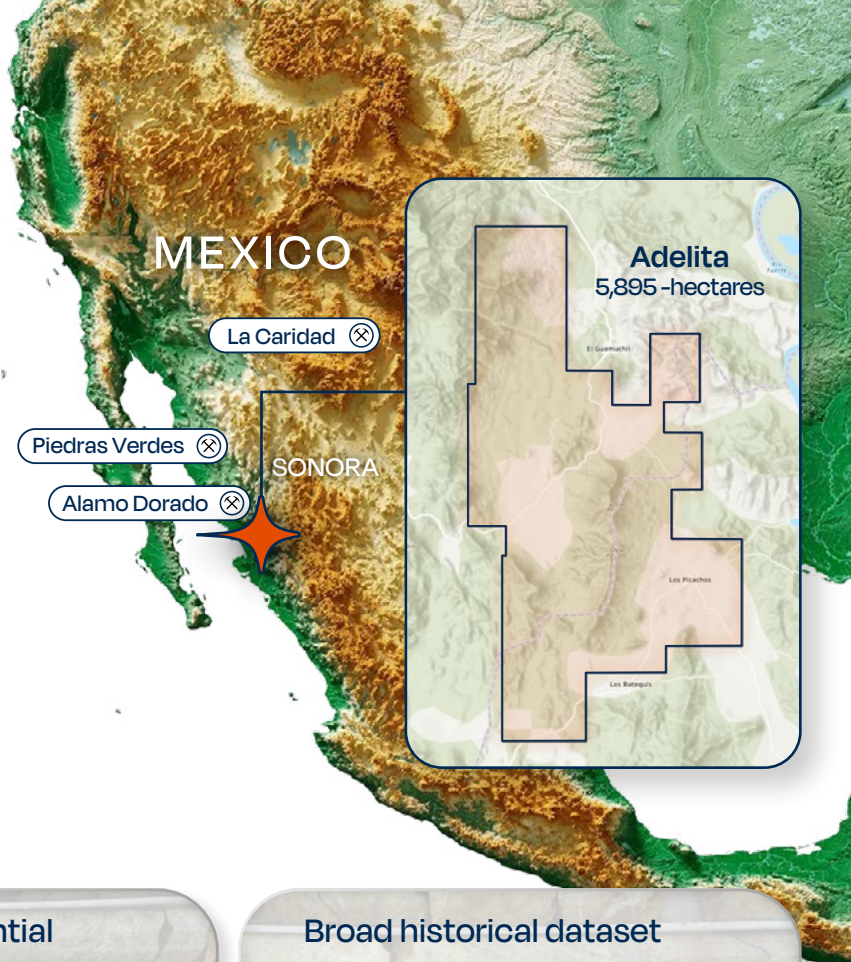 MEXICO
Adelita
5,895 -hectares
La Caridad
El Guamuchil
Piedras Verdes
SONORA
Alamo Dorado
Los Picachos
Los Batequis
ntial
Broad historical dataset